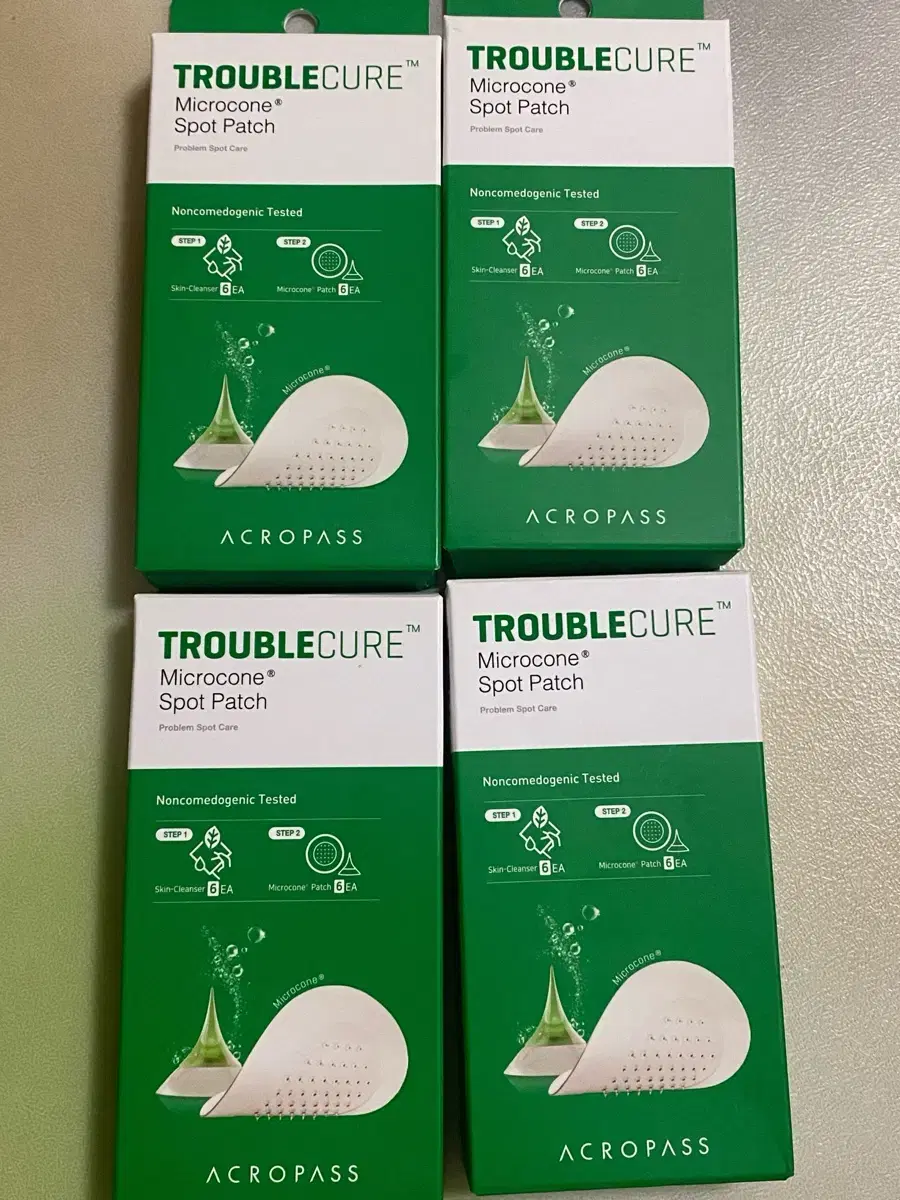 TROUBLECURE™
Microcone®
Spot Patch
Problem Spot Care
Noncomedogenic Tested
STEP 1
STEP 2
Skin-Cleanser 6 EA
Microcone® Patch 6 EA
Microcone®
ACROPASS
TROUBLECURE™
Microcone®
Spot Patch
Problem Spot Care
Noncomedogenic Tested
STEP 1
STEP 2
Skin-Cleanser 6 EA
Microcone® Patch 6 EA
Microcone®
ACROPASS
TROUBLECURE™
Microcone®
Spot Patch
Problem Spot Care
Noncomedogenic Tested
STEP 1
STEP 2
Skin-Cleanser 6 EA
Microcone® Patch 6 EA
Microcone®
ACROPASS
TROUBLECURE™
Microcone®
Spot Patch
Problem Spot Care
Noncomedogenic Tested
STEP 1
STEP 2
Skin-Cleanser 6 EA
Microcone® Patch 6 EA
Microcone®
ACROPASS